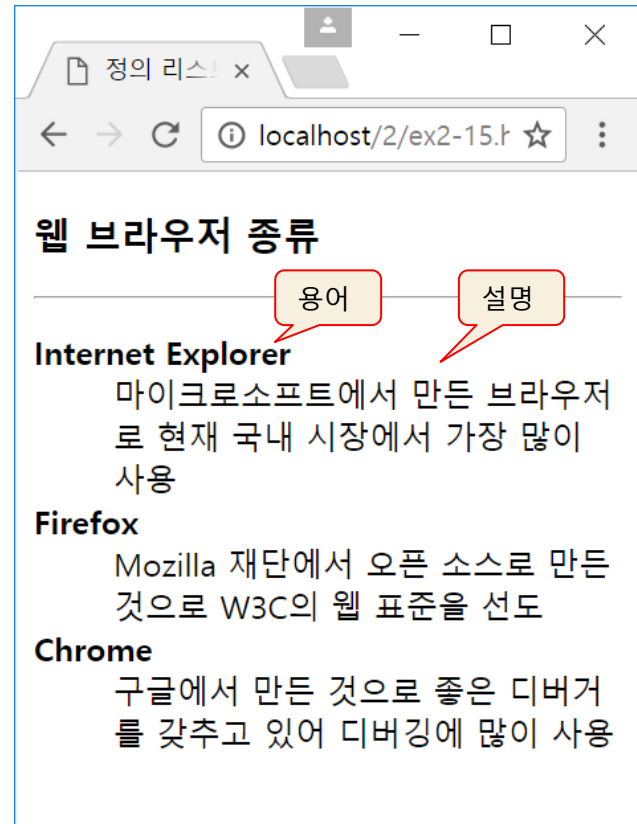 정의 리스
localhost/2/ex2-15.h
웹 브라우저 종류
용어
설명
Internet Explorer
마이크로소프트에서 만든 브라우저
로 현재 국내 시장에서 가장 많이
사용
Firefox
Mozilla 재단에서 오픈 소스로 만든
것으로 W3C의 웹 표준을 선도
Chrome
구글에서 만든 것으로 좋은 디버거
를 갖추고 있어 디버깅에 많이 사용